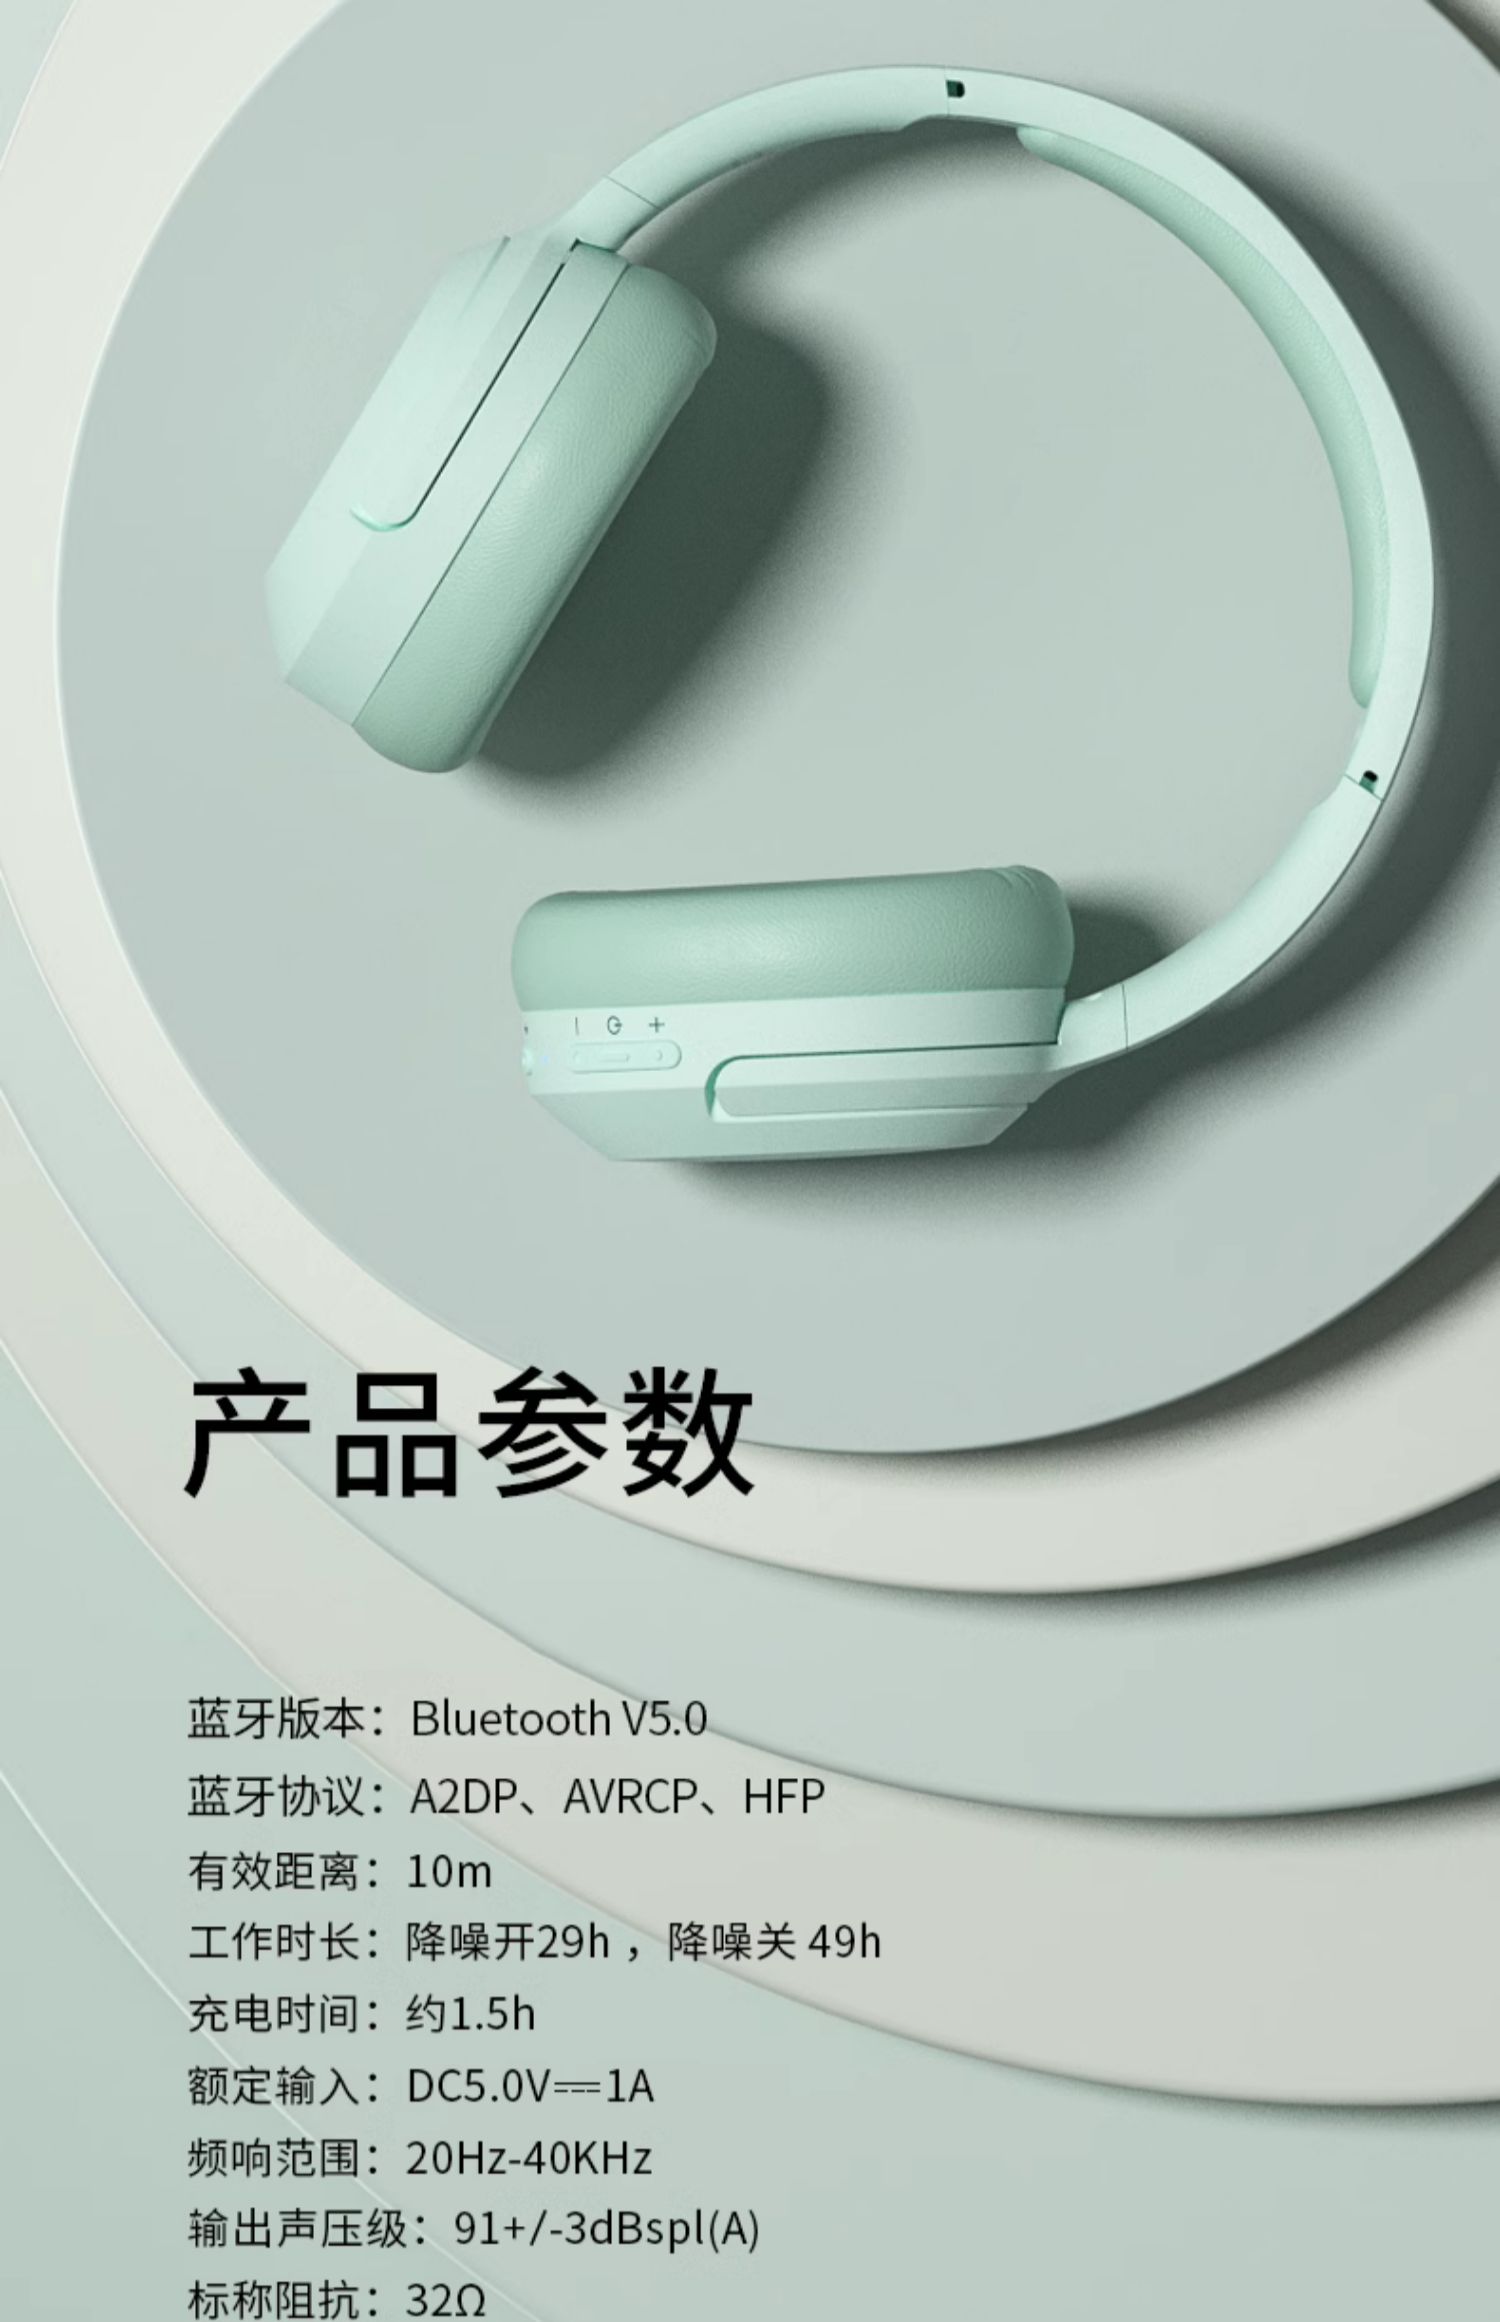 产品参数
蓝牙版本：Bluetooth V5.0
蓝牙协议：A2DP、AVRCP、HFP
有效距离：10m
工作时长：降噪开29h，降噪关 49h
充电时间：约1.5h
额定输入：DC5.0V⎓1A
频响范围：20Hz-40KHz
输出声压级：91+/-3dBspl(A)
标称阻抗：32Ω